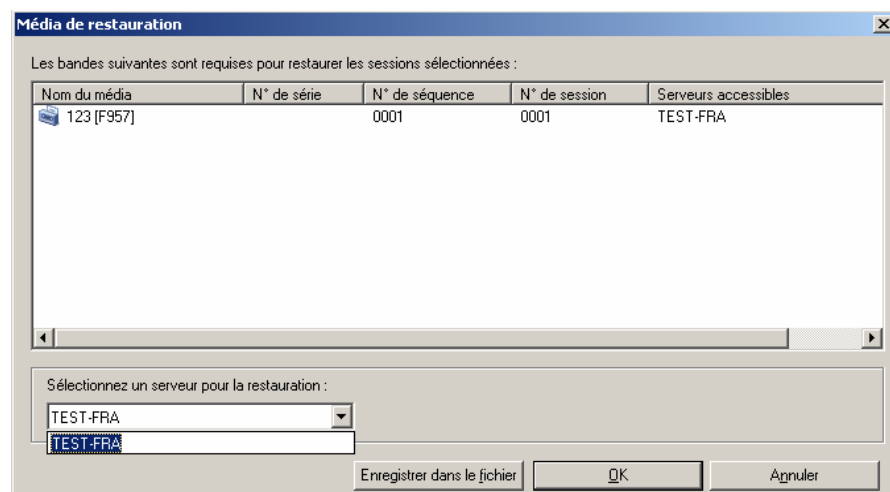 Média de restauration
Les bandes suivantes sont requises pour restaurer les sessions sélectionnées :
Nom du média N° de série N° de séquence N° de session Serveurs accessibles
123 [F957] 0001 0001 TEST-FRA
Sélectionnez un serveur pour la restauration :
TEST-FRA
TEST-FRA
Enregistrer dans le fichier OK Annuler